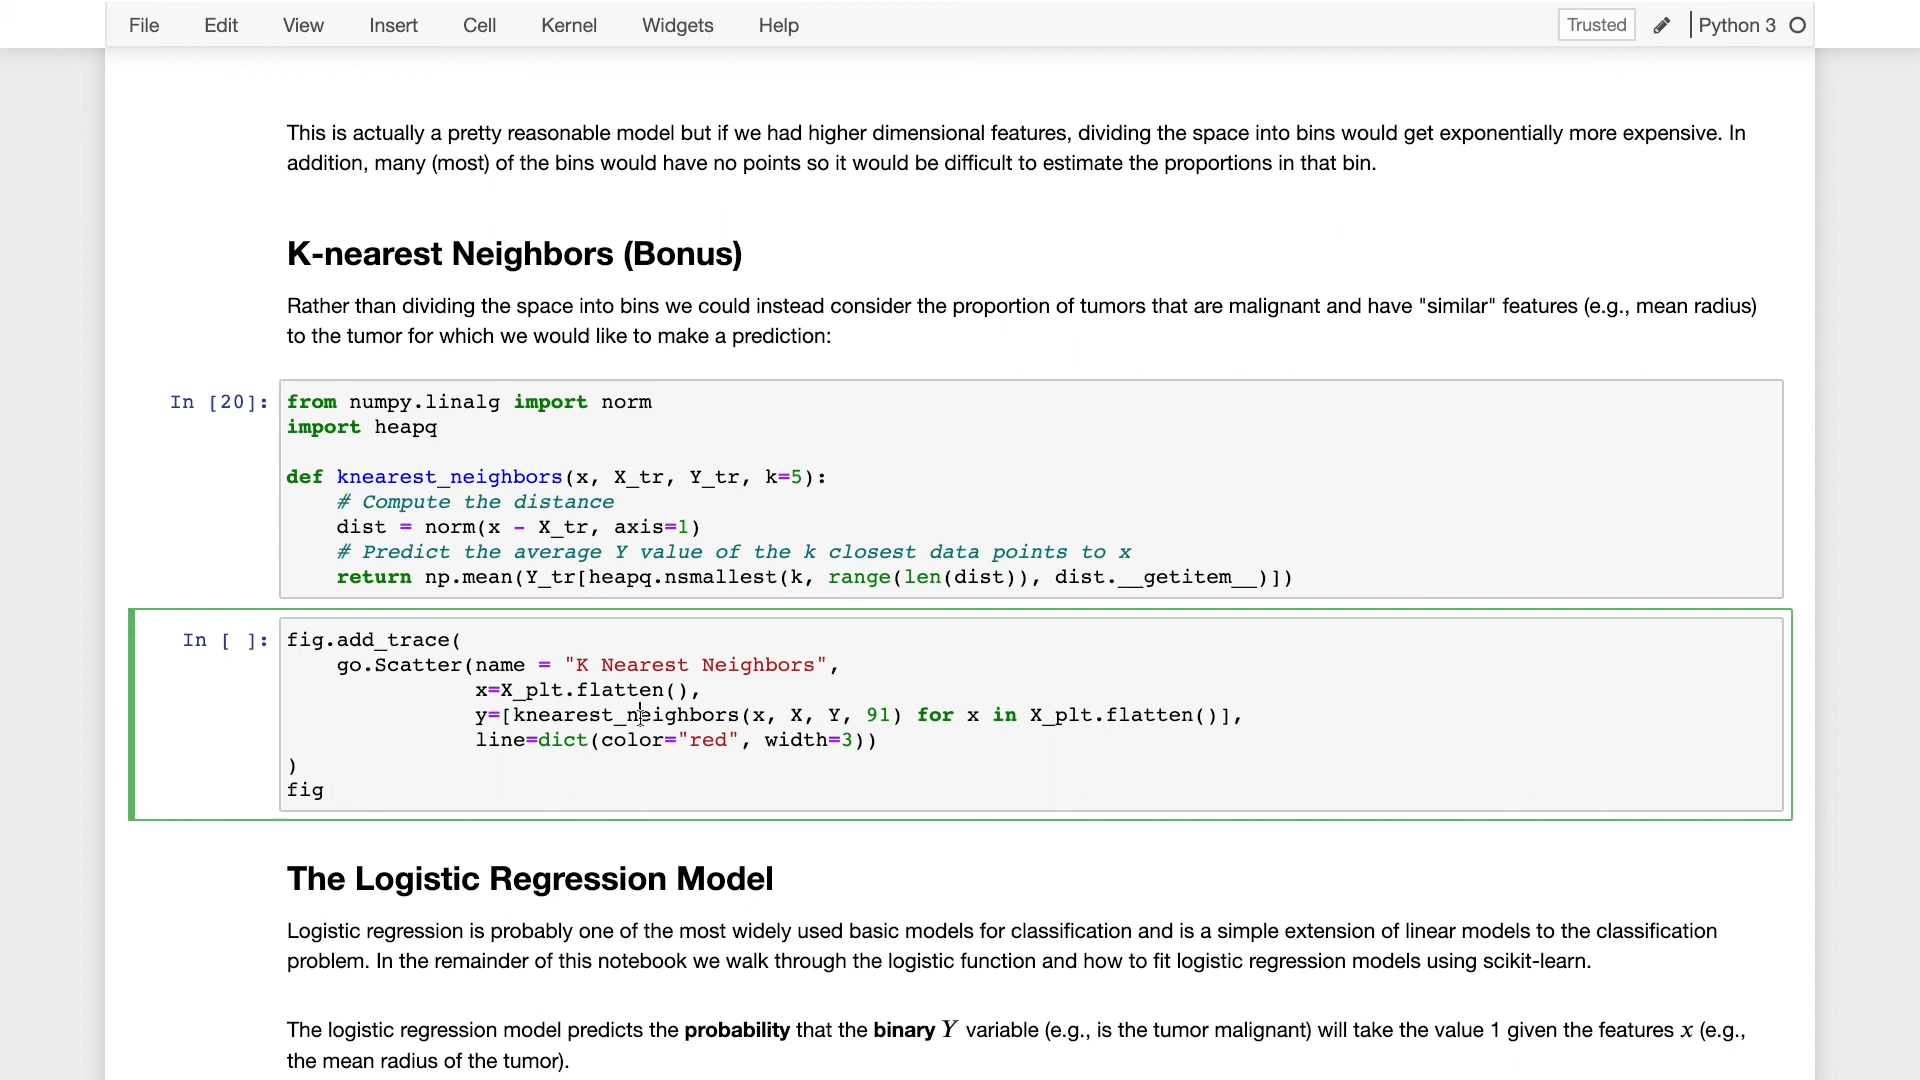 File Edit View Insert Cell Kernel Widgets Help Trusted Python 3
This is actually a pretty reasonable model but if we had higher dimensional features, dividing the space into bins would get exponentially more expensive. In
addition, many (most) of the bins would have no points so it would be difficult to estimate the proportions in that bin.
K-nearest Neighbors (Bonus)
Rather than dividing the space into bins we could instead consider the proportion of tumors that are malignant and have "similar" features (e.g., mean radius)
to the tumor for which we would like to make a prediction:
In [20]: from numpy.linalg import norm
import heapq
def knearest_neighbors(x, X_tr, Y_tr, k=5):
    # Compute the distance
    dist = norm(x - X_tr, axis=1)
    # Predict the average Y value of the k closest data points to x
    return np.mean(Y_tr[heapq.nsmallest(k, range(len(dist)), dist.__getitem__)])
In [ ]: fig.add_trace(
    go.Scatter(name = "K Nearest Neighbors",
               x=X_plt.flatten(),
               y=[knearest_neighbors(x, X, Y, 91) for x in X_plt.flatten()],
               line=dict(color="red", width=3))
)
fig
The Logistic Regression Model
Logistic regression is probably one of the most widely used basic models for classification and is a simple extension of linear models to the classification
problem. In the remainder of this notebook we walk through the logistic function and how to fit logistic regression models using scikit-learn.
The logistic regression model predicts the probability that the binary Y variable (e.g., is the tumor malignant) will take the value 1 given the features x (e.g.,
the mean radius of the tumor).